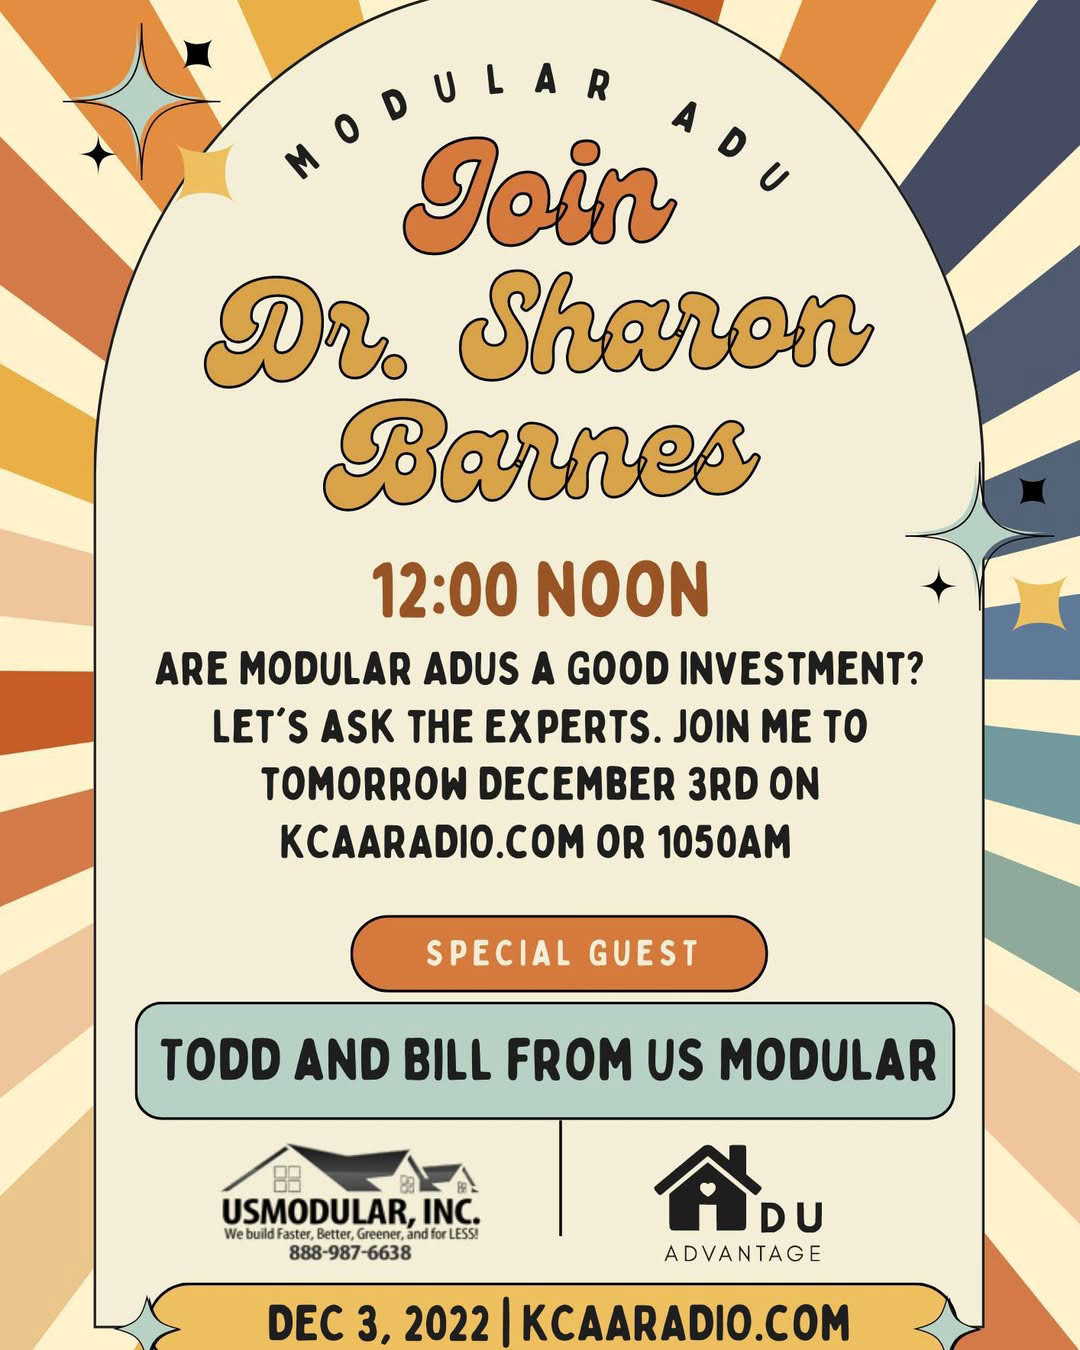 MODULAR ADU
Join
Dr. Sharon
Barnes
12:00 NOON
ARE MODULAR ADUS A GOOD INVESTMENT?
LET'S ASK THE EXPERTS. JOIN ME TO
TOMORROW DECEMBER 3RD ON
KCAARADIO.COM OR 1050AM
SPECIAL GUEST
TODD AND BILL FROM US MODULAR
USMODULAR, INC.
We build Faster, Better, Greener, and for LESS!
888-987-6638
DU
ADVANTAGE
DEC 3, 2022 | KCAARADIO.COM